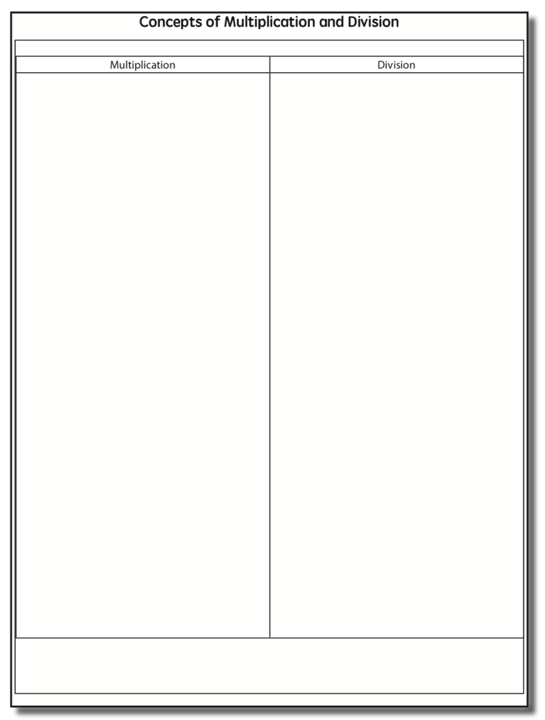 Concepts of Multiplication and Division
Multiplication
Division